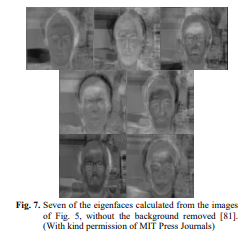 Fig. 7. Seven of the eigenfaces calculated from the images
of Fig. 5, without the background removed [81].
(With kind permission of MIT Press Journals)